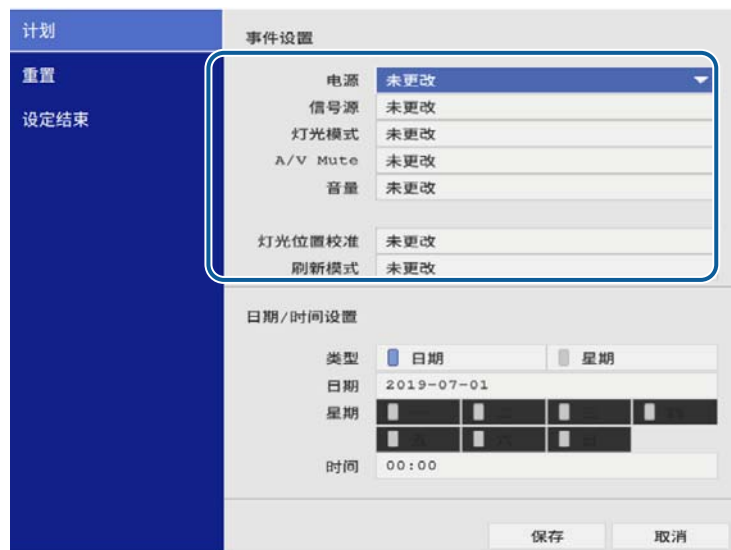 计划
重置
设定结束
事件设置
电源 未更改
信号源 未更改
灯光模式 未更改
A/V Mute 未更改
音量 未更改
灯光位置校准 未更改
刷新模式 未更改
日期/时间设置
类型 日期 星期
日期 2019-07-01
星期 一 二 三 四
五 六 日
时间 00:00
保存 取消